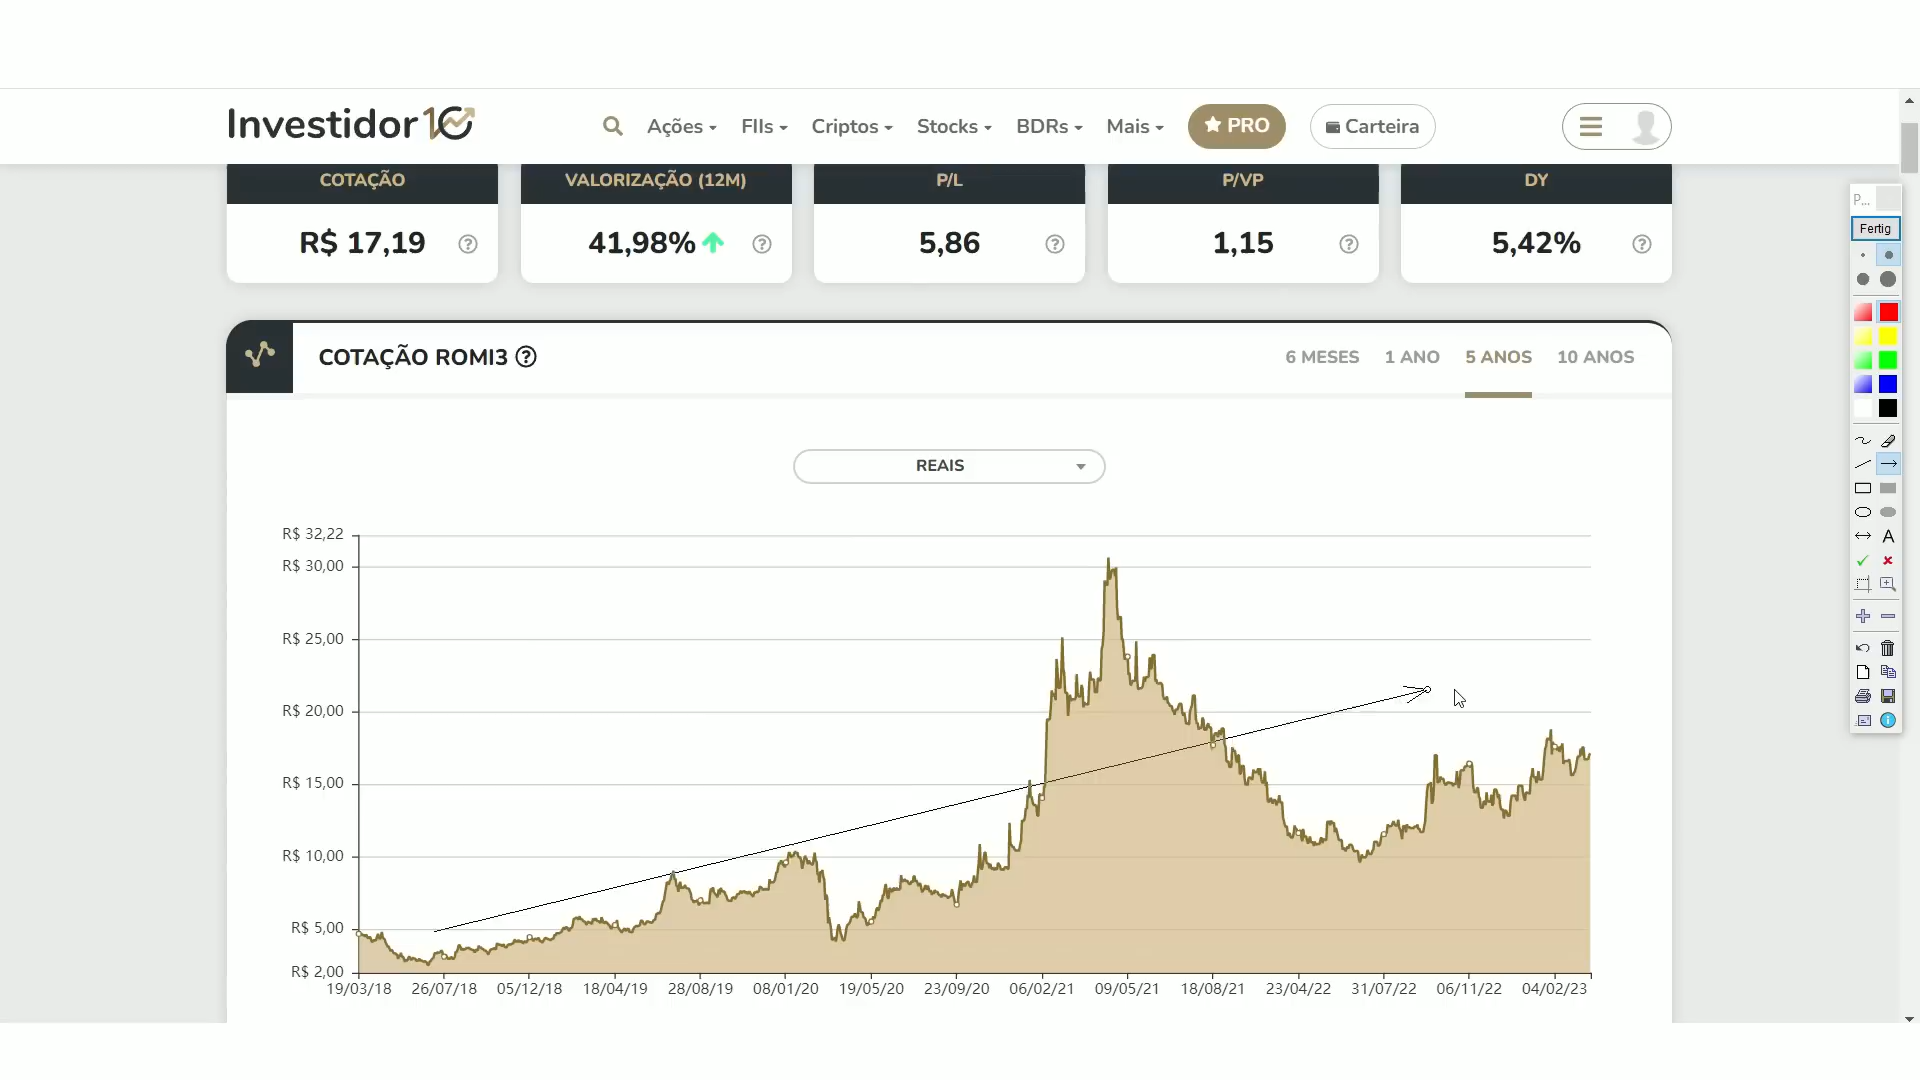 Investidor 10
Ações
FIIs
Criptos
Stocks
BDRs
Mais
PRO
Carteira
COTAÇÃO
VALORIZAÇÃO (12M)
P/L
P/VP
DY
R$ 17,19
41,98%
5,86
1,15
5,42%
P...
Fertig
COTAÇÃO ROMI3
6 MESES
1 ANO
5 ANOS
10 ANOS
REAIS
R$ 32,22
R$ 30,00
R$ 25,00
R$ 20,00
R$ 15,00
R$ 10,00
R$ 5,00
R$ 2,00
19/03/18
26/07/18
05/12/18
18/04/19
28/08/19
08/01/20
19/05/20
23/09/20
06/02/21
09/05/21
18/08/21
23/04/22
31/07/22
06/11/22
04/02/23
A